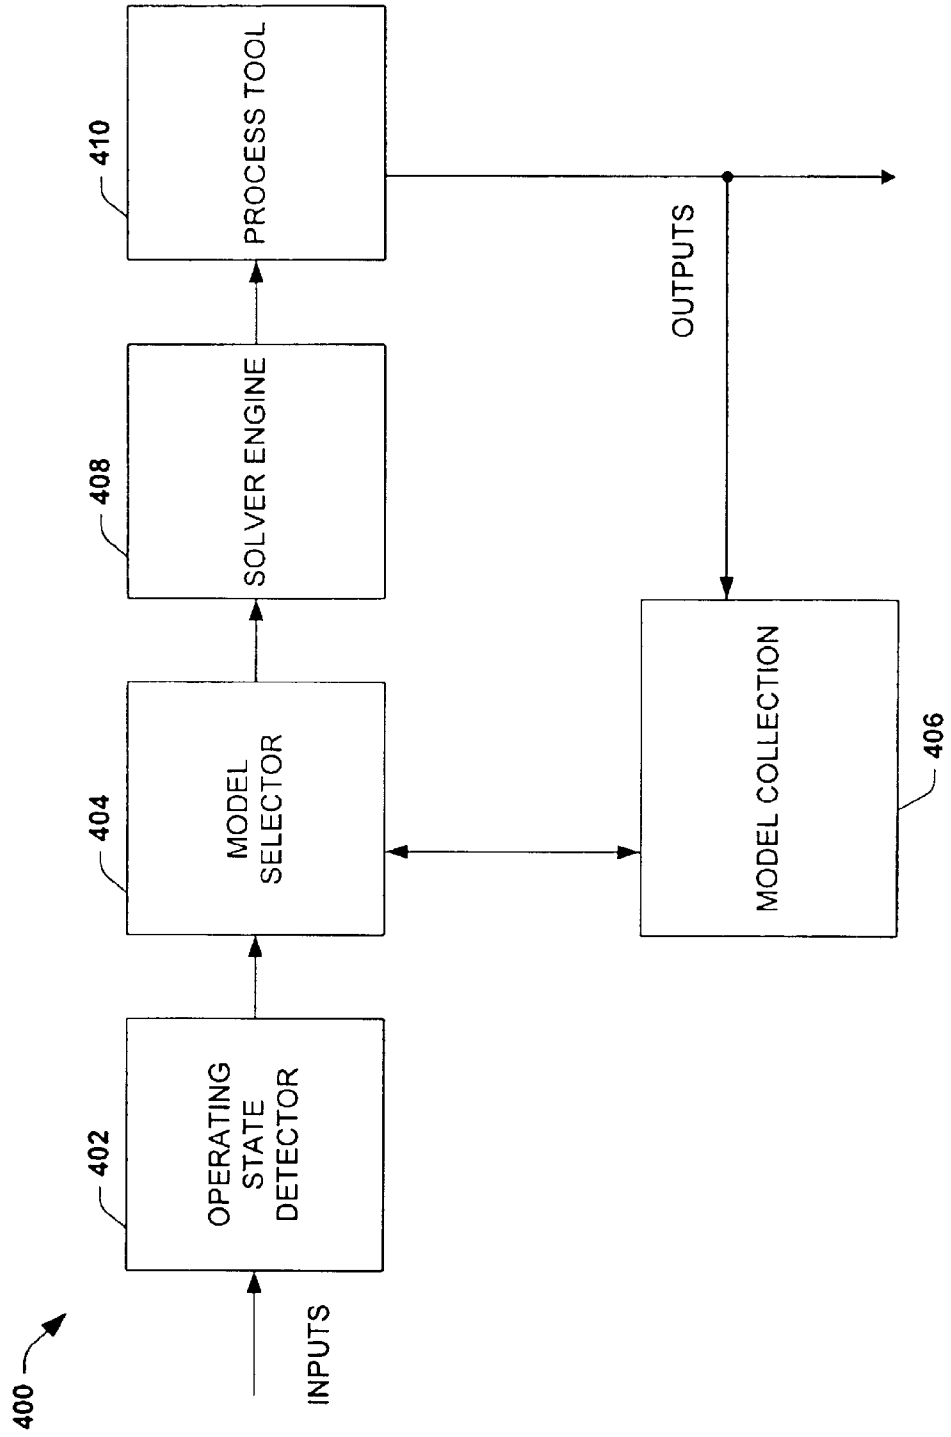 400
402
OPERATING
STATE
DETECTOR
INPUTS
404
MODEL
SELECTOR
408
SOLVER ENGINE
410
PROCESS TOOL
MODEL COLLECTION
406
OUTPUTS